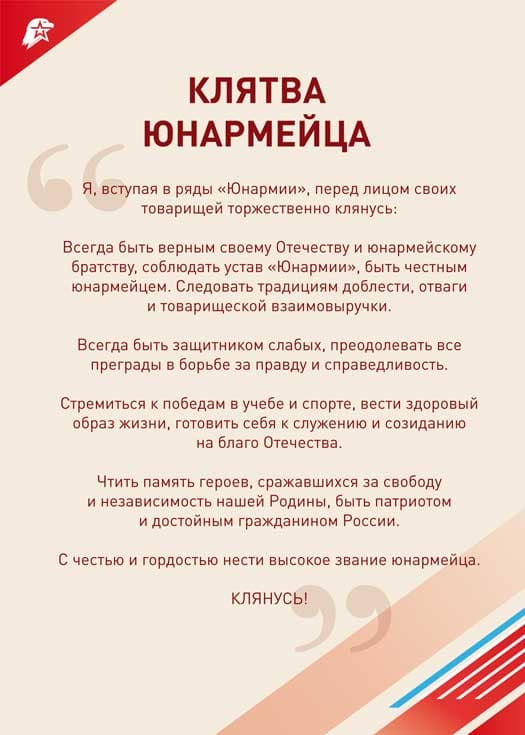 КЛЯТВА
ЮНАРМЕЙЦА
Я, вступая в ряды «Юнармии», перед лицом своих
товарищей торжественно клянусь:
Всегда быть верным своему Отечеству и юнармейскому
братству, соблюдать устав «Юнармии», быть честным
юнармейцем. Следовать традициям доблести, отваги
и товарищеской взаимовыручки.
Всегда быть защитником слабых, преодолевать все
преграды в борьбе за правду и справедливость.
Стремиться к победам в учебе и спорте, вести здоровый
образ жизни, готовить себя к служению и созиданию
на благо Отечества.
Чтить память героев, сражавшихся за свободу
и независимость нашей Родины, быть патриотом
и достойным гражданином России.
С честью и гордостью нести высокое звание юнармейца.
КЛЯНУСЬ!